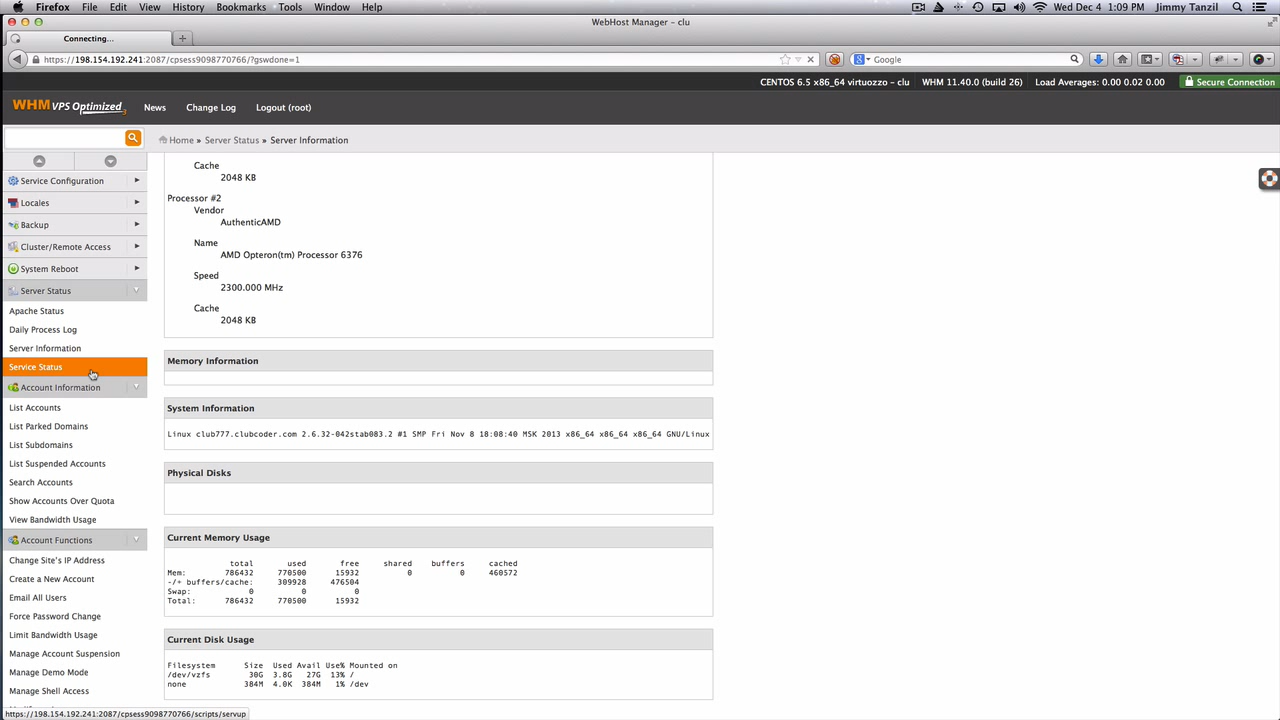 Firefox File Edit View History Bookmarks Tools Window Help Wed Dec 4 1:09 PM Jimmy Tanzil
WebHost Manager - clu
Connecting...
https://198.154.192.241:2087/cpsess9098770766/?gswdone=1 Google
CENTOS 6.5 x86_64 virtuozzo – clu WHM 11.40.0 (build 26) Load Averages: 0.00 0.02 0.00 Secure Connection
WHM VPS Optimized News Change Log Logout (root)
Home » Server Status » Server Information
Service Configuration
Locales
Backup
Cluster/Remote Access
System Reboot
Server Status
Apache Status
Daily Process Log
Server Information
Service Status
Account Information
List Accounts
List Parked Domains
List Subdomains
List Suspended Accounts
Search Accounts
Show Accounts Over Quota
View Bandwidth Usage
Account Functions
Change Site's IP Address
Create a New Account
Email All Users
Force Password Change
Limit Bandwidth Usage
Manage Account Suspension
Manage Demo Mode
Manage Shell Access
https://198.154.192.241:2087/cpsess9098770766/scripts/servup
Cache
2048 KB
Processor #2
Vendor
AuthenticAMD
Name
AMD Opteron(tm) Processor 6376
Speed
2300.000 MHz
Cache
2048 KB
Memory Information
System Information
Linux club777.clubcoder.com 2.6.32-042stab083.2 #1 SMP Fri Nov 8 18:08:40 MSK 2013 x86_64 x86_64 x86_64 GNU/Linux
Physical Disks
Current Memory Usage
total used free shared buffers cached
Mem: 786432 770500 15932 0 0 460572
-/+ buffers/cache: 309928 476504
Swap: 0 0 0
Total: 786432 770500 15932
Current Disk Usage
Filesystem Size Used Avail Use% Mounted on
/dev/vzfs 30G 3.8G 27G 13% /
none 384M 4.0K 384M 1% /dev